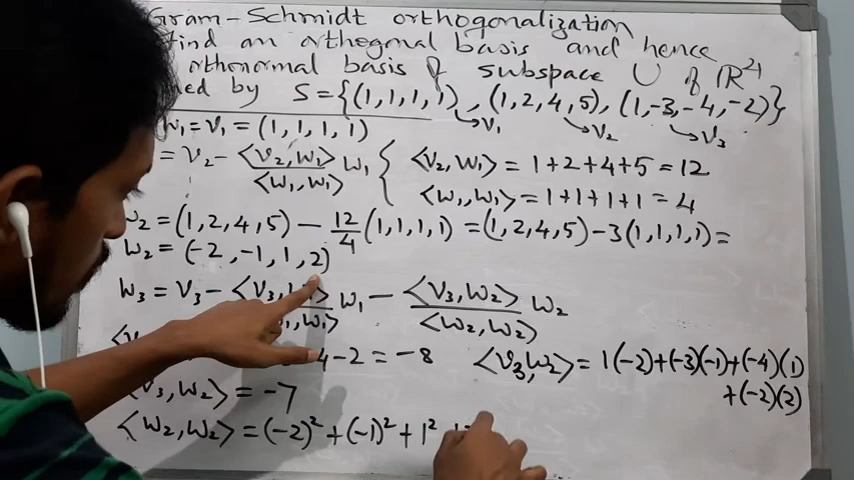 Gram-Schmidt orthogonalization
find an orthogonal basis and hence
orthonormal basis of subspace U of ℝ⁴
by S={(1,1,1,1), (1,2,4,5), (1,-3,-4,-2)}
v₁ v₂ v₃
w₁=v₁=(1,1,1,1)
= v₂ - <v₂,w₁>/<w₁,w₁> w₁ { <v₂,w₁> = 1+2+4+5=12
<w₁,w₁> = 1+1+1+1=4
w₂=(1,2,4,5) - 12/4 (1,1,1,1) = (1,2,4,5)-3(1,1,1,1)=
w₂ = (-2,-1,1,2)
w₃ = v₃ - w₁ - <v₃,w₂>/<w₂,w₂> w₂
-2 = -8 <v₃,w₂> = 1(-2)+(-3)(-1)+(-4)(1)
+(-2)(2)
<v₃,w₂> = -7
<w₂,w₂> = (-2)²+(-1)²+1²